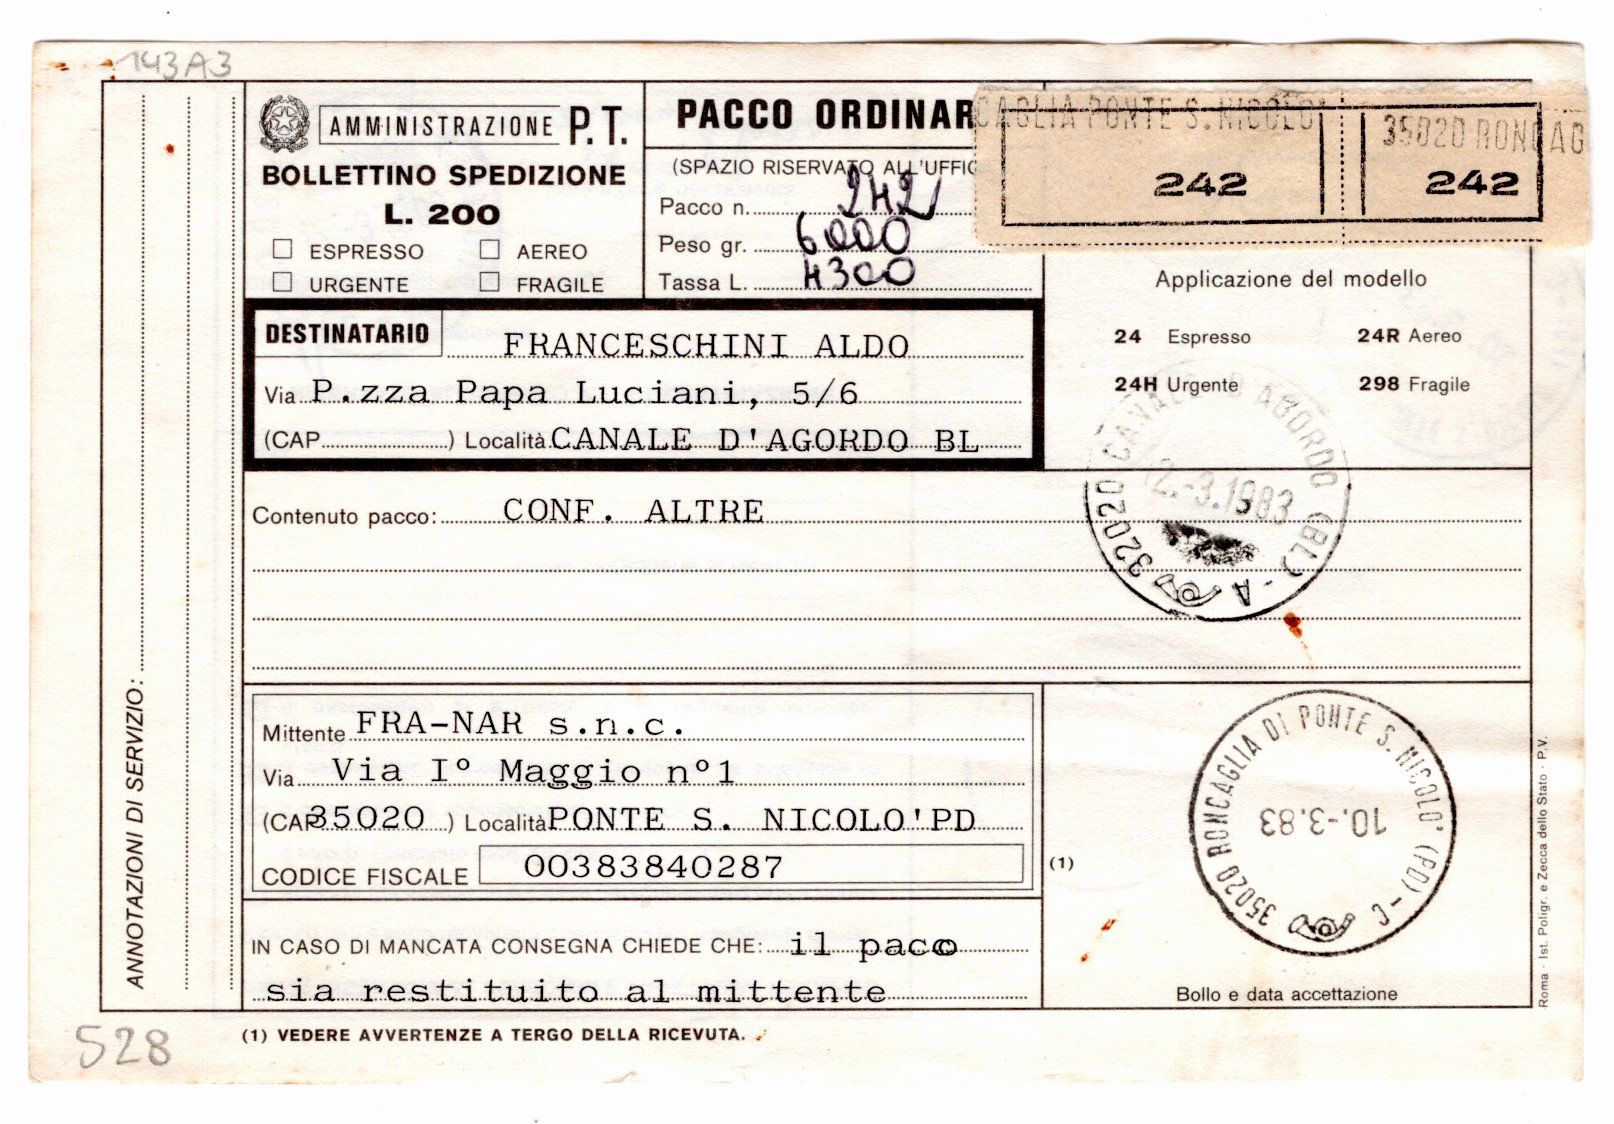 143A3
AMMINISTRAZIONE P.T.
BOLLETTINO SPEDIZIONE
L. 200
☐ ESPRESSO ☐ AEREO
☐ URGENTE ☐ FRAGILE
PACCO ORDINAR
(SPAZIO RISERVATO ALL'UFFIC
Pacco n. 242
Peso gr. 6000
Tassa L. 4300
CAGLIA PONTE S. NICOLO'
35020 RONCAG
242
242
Applicazione del modello
24 Espresso 24R Aereo
24H Urgente 298 Fragile
DESTINATARIO FRANCESCHINI ALDO
Via P.zza Papa Luciani, 5/6
(CAP ) Località CANALE D'AGORDO BL
32020 CANALE D'AGORDO (BL) - A
12.-3.1983
Contenuto pacco: CONF. ALTRE
ANNOTAZIONI DI SERVIZIO:
Mittente FRA-NAR s.n.c.
Via Via I° Maggio n°1
(CAP 35020 ) Località PONTE S. NICOLO'PD
CODICE FISCALE 00383840287
(1)
35020 RONCAGLIA DI PONTE S. NICOLO' (PD) - C
10.-3.83
IN CASO DI MANCATA CONSEGNA CHIEDE CHE: il pacco
sia restituito al mittente
Bollo e data accettazione
Roma - Ist. Poligr. e Zecca dello Stato - P.V.
(1) VEDERE AVVERTENZE A TERGO DELLA RICEVUTA.
528